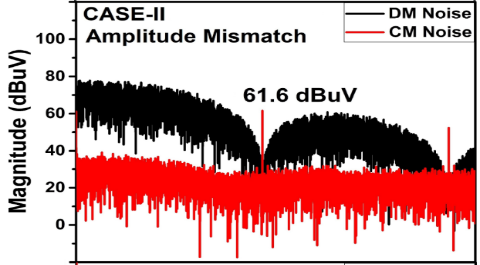 CASE-II
Amplitude Mismatch
DM Noise
CM Noise
61.6 dBuV
Magnitude (dBuV)
100
80
60
40
20
0